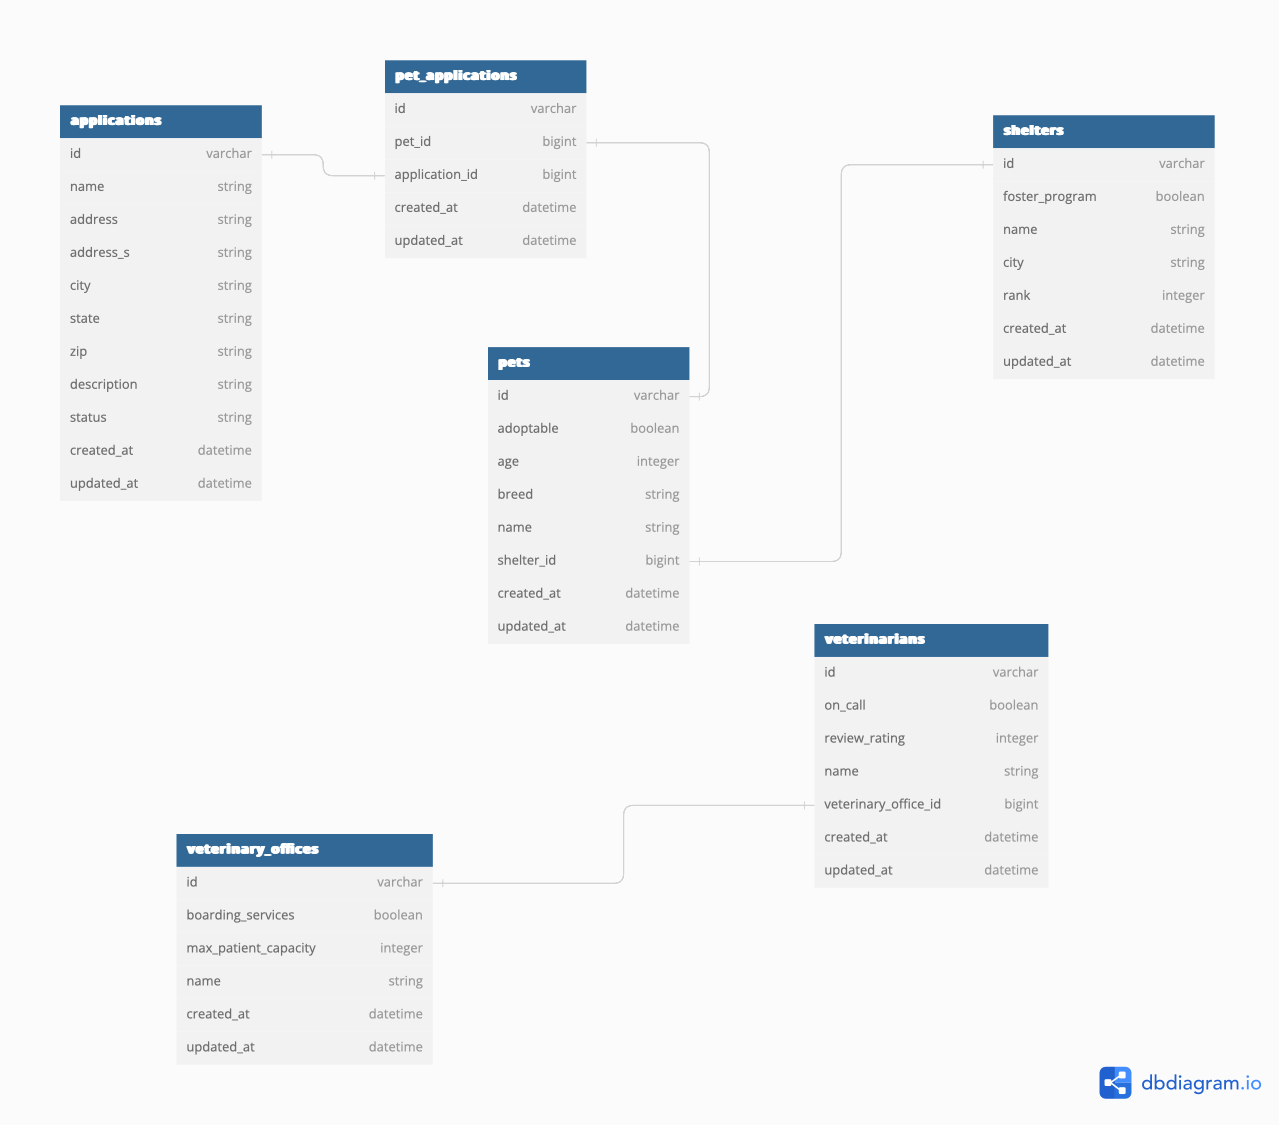 applications
id varchar
name string
address string
address_s string
city string
state string
zip string
description string
status string
created_at datetime
updated_at datetime
pet_applications
id varchar
pet_id bigint
application_id bigint
created_at datetime
updated_at datetime
shelters
id varchar
foster_program boolean
name string
city string
rank integer
created_at datetime
updated_at datetime
pets
id varchar
adoptable boolean
age integer
breed string
name string
shelter_id bigint
created_at datetime
updated_at datetime
veterinarians
id varchar
on_call boolean
review_rating integer
name string
veterinary_office_id bigint
created_at datetime
updated_at datetime
veterinary_offices
id varchar
boarding_services boolean
max_patient_capacity integer
name string
created_at datetime
updated_at datetime
dbdiagram.io